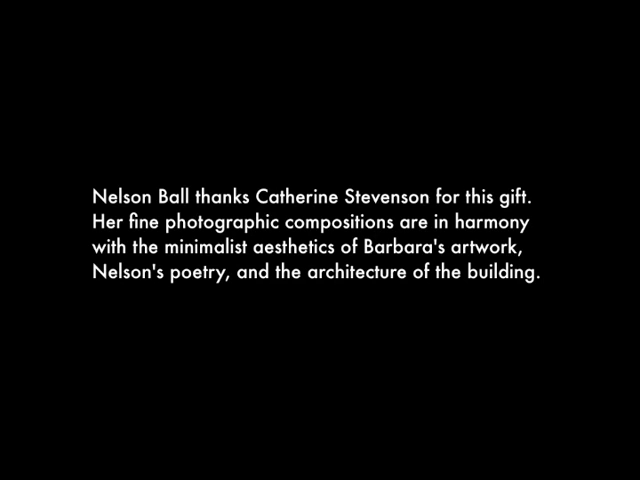 Nelson Ball thanks Catherine Stevenson for this gift.
Her fine photographic compositions are in harmony
with the minimalist aesthetics of Barbara's artwork,
Nelson's poetry, and the architecture of the building.